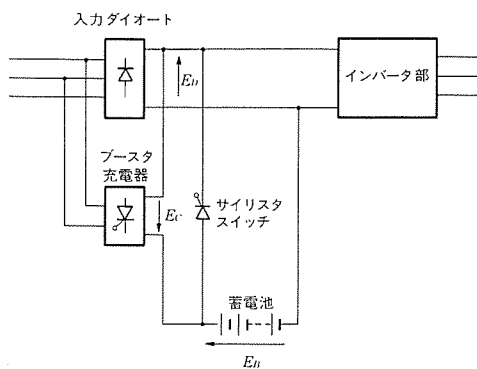 入力ダイオート
E_D
インバータ部
ブースタ
充電器
E_C
サイリスタ
スイッチ
蓄電池
E_B